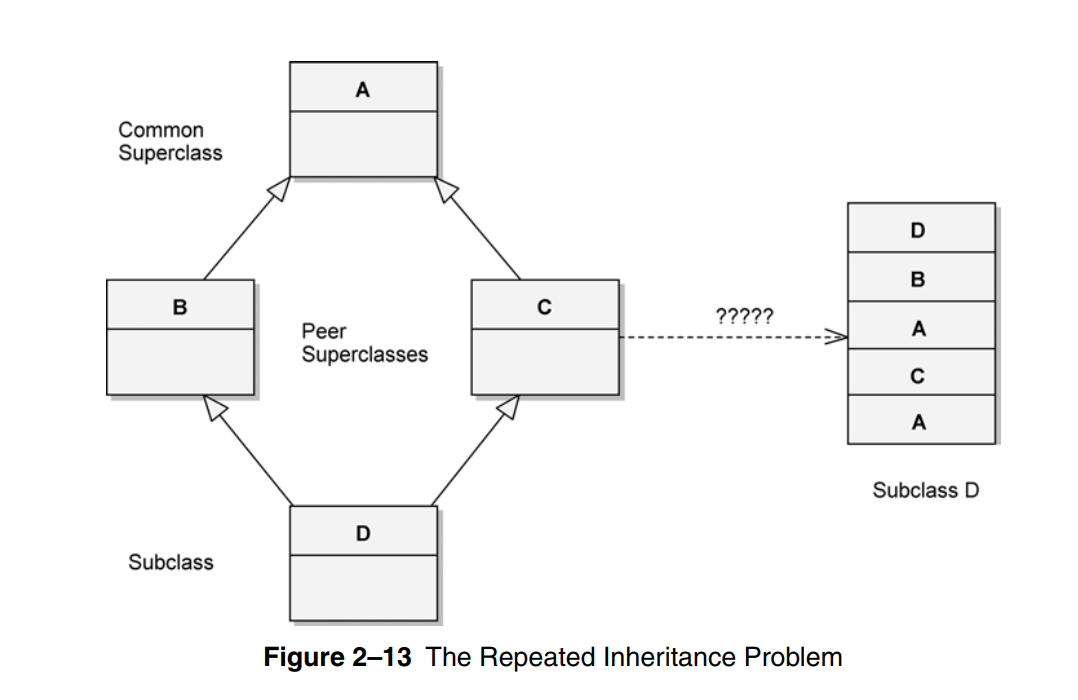 A
Common
Superclass
D
B
B
C
Peer
Superclasses
?????
A
C
A
Subclass D
D
Subclass
Figure 2–13 The Repeated Inheritance Problem